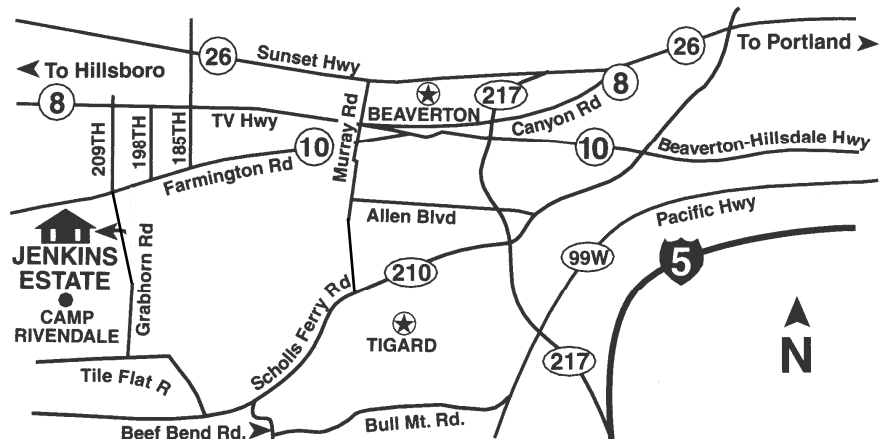 26
To Portland
Sunset Hwy
26
To Hillsboro
8
8
217
BEAVERTON
Canyon Rd
TV Hwy
209TH
198TH
185TH
Murray Rd
10
10
Beaverton-Hillsdale Hwy
Farmington Rd
Allen Blvd
Pacific Hwy
JENKINS
ESTATE
CAMP
RIVENDALE
Grabhorn Rd
210
99W
5
Scholls Ferry Rd
TIGARD
217
N
Tile Flat R
Beef Bend Rd.
Bull Mt. Rd.